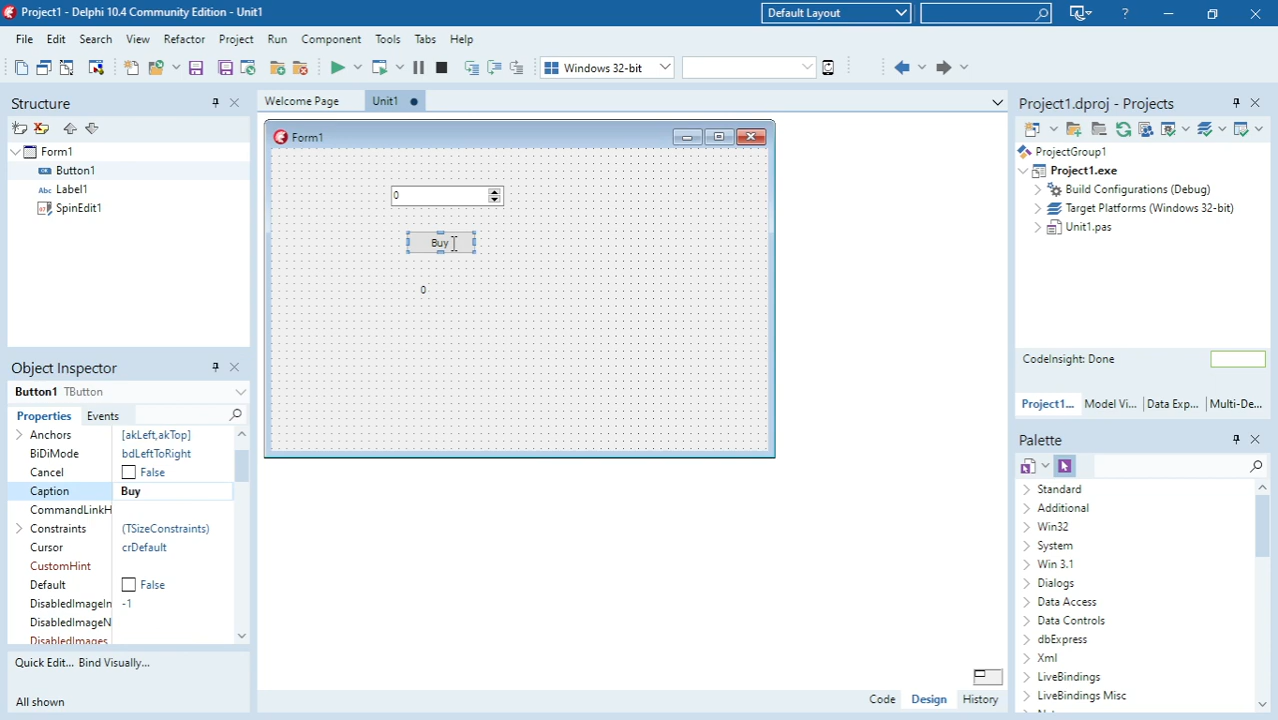 Project1 - Delphi 10.4 Community Edition - Unit1
Default Layout
?
File Edit Search View Refactor Project Run Component Tools Tabs Help
Windows 32-bit
Structure
Form1
Button1
Label1
SpinEdit1
Object Inspector
Button1 TButton
Properties Events
Anchors [akLeft,akTop]
BiDiMode bdLeftToRight
Cancel False
Caption Buy
CommandLinkH
Constraints (TSizeConstraints)
Cursor crDefault
CustomHint
Default False
DisabledImageIn -1
DisabledImageN
DisabledImages
Quick Edit... Bind Visually...
All shown
Welcome Page Unit1
Form1
0
Buy
0
Code Design History
Project1.dproj - Projects
ProjectGroup1
Project1.exe
Build Configurations (Debug)
Target Platforms (Windows 32-bit)
Unit1.pas
CodeInsight: Done
Project1... Model Vi... Data Exp... Multi-De...
Palette
Standard
Additional
Win32
System
Win 3.1
Dialogs
Data Access
Data Controls
dbExpress
Xml
LiveBindings
LiveBindings Misc